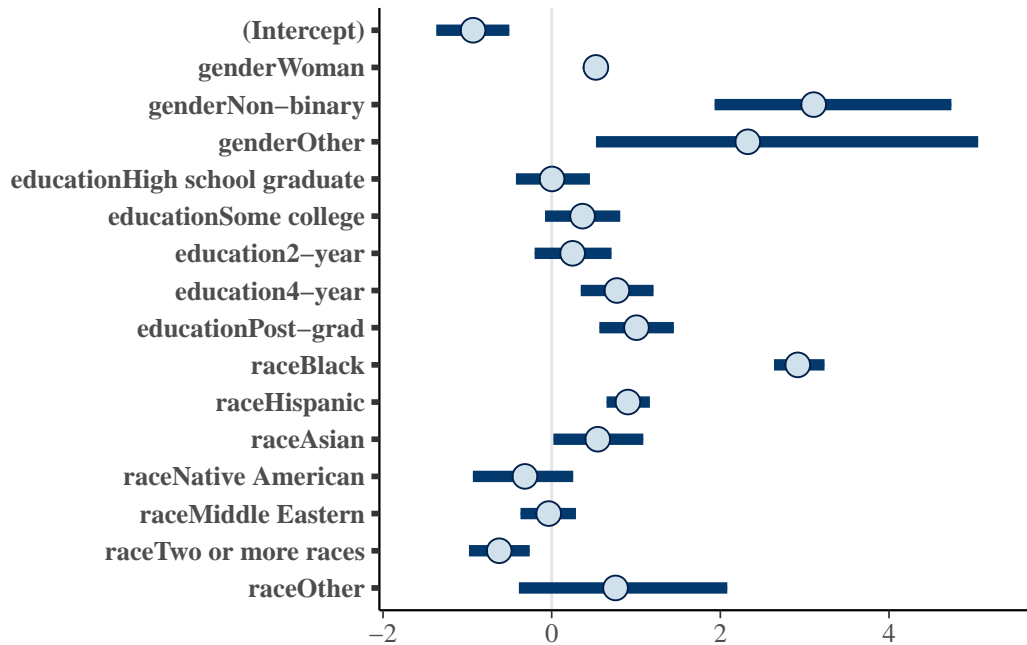 (Intercept)
genderWoman
genderNon−binary
genderOther
educationHigh school graduate
educationSome college
education2−year
education4−year
educationPost−grad
raceBlack
raceHispanic
raceAsian
raceNative American
raceMiddle Eastern
raceTwo or more races
raceOther
−2 0 2 4